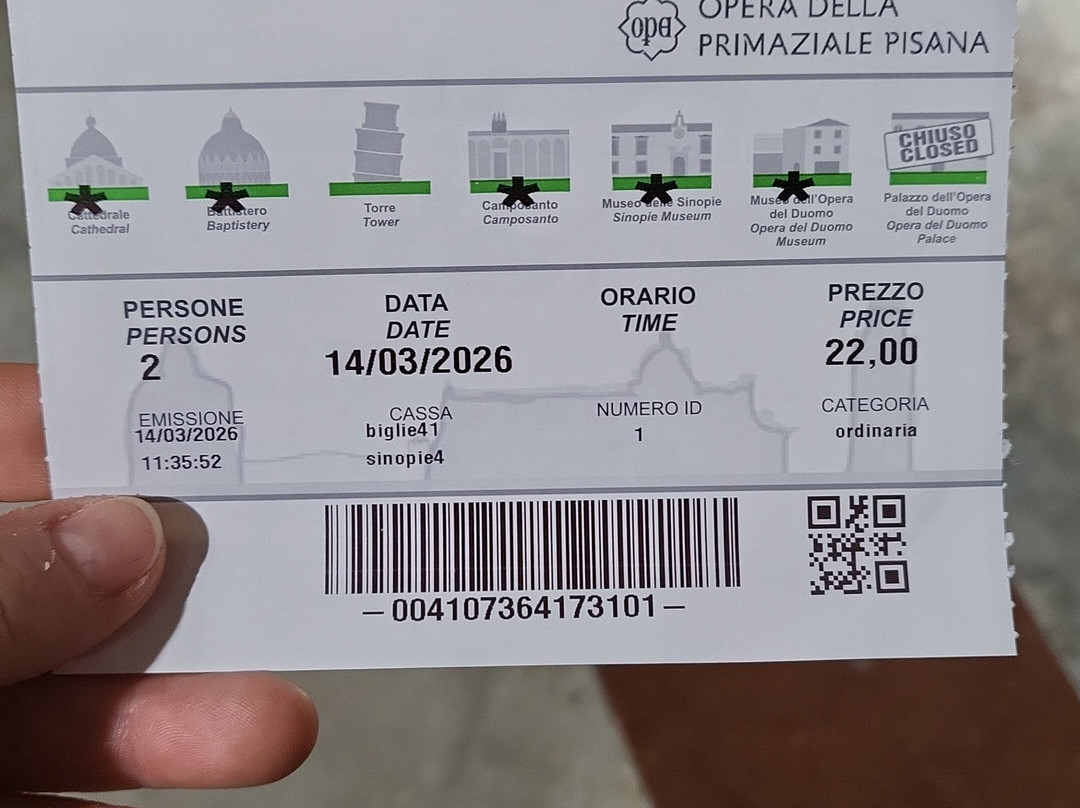 opa
OPERA DELLA
PRIMAZIALE PISANA
CHIUSO
CLOSED
* Cattedrale
Cathedral
* Battistero
Baptistery
Torre
Tower
* Camposanto
Camposanto
* Museo delle Sinopie
Sinopie Museum
* Museo dell'Opera
del Duomo
Opera del Duomo
Museum
Palazzo dell'Opera
del Duomo
Opera del Duomo
Palace
PERSONE
PERSONS
2
DATA
DATE
14/03/2026
ORARIO
TIME
PREZZO
PRICE
22,00
EMISSIONE
14/03/2026
11:35:52
CASSA
biglie41
sinopie4
NUMERO ID
1
CATEGORIA
ordinaria
— 004107364173101 —